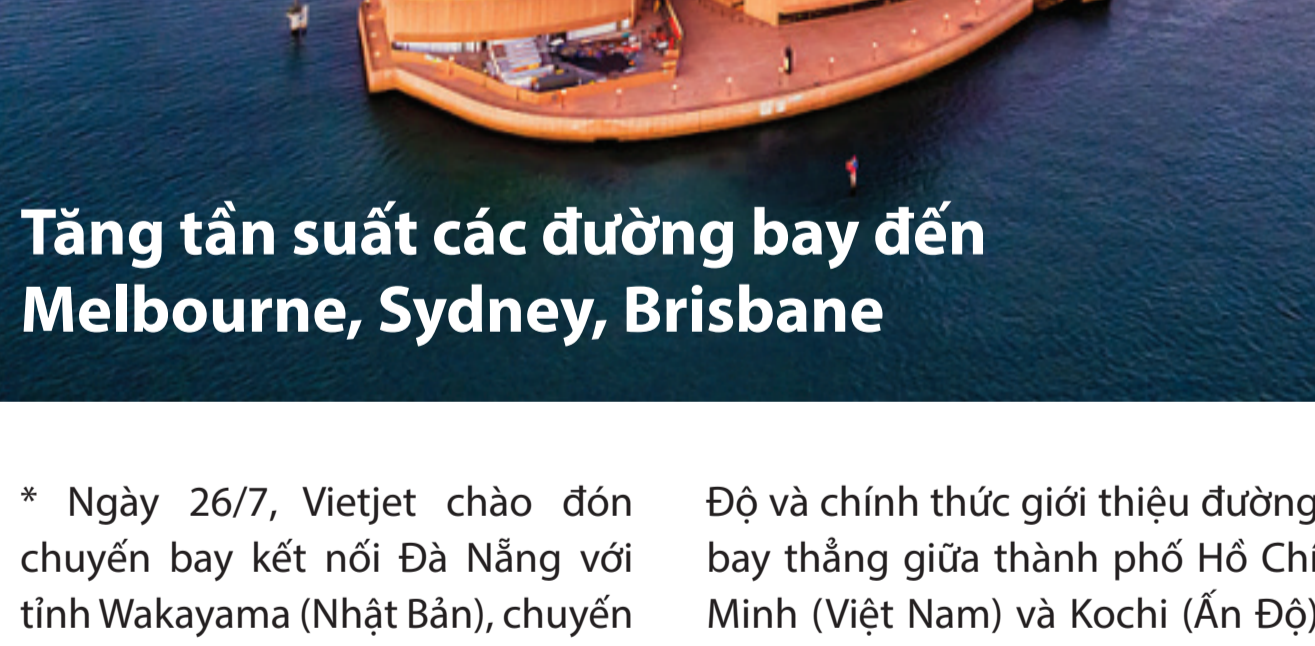 Tăng tần suất các đường bay đến
Melbourne, Sydney, Brisbane
* Ngày 26/7, Vietjet chào đón
chuyến bay kết nối Đà Nẵng với
tỉnh Wakayama (Nhật Bản), chuyến
Độ và chính thức giới thiệu đường
bay thẳng giữa thành phố Hồ Chí
Minh (Việt Nam) và Kochi (Ấn Độ)